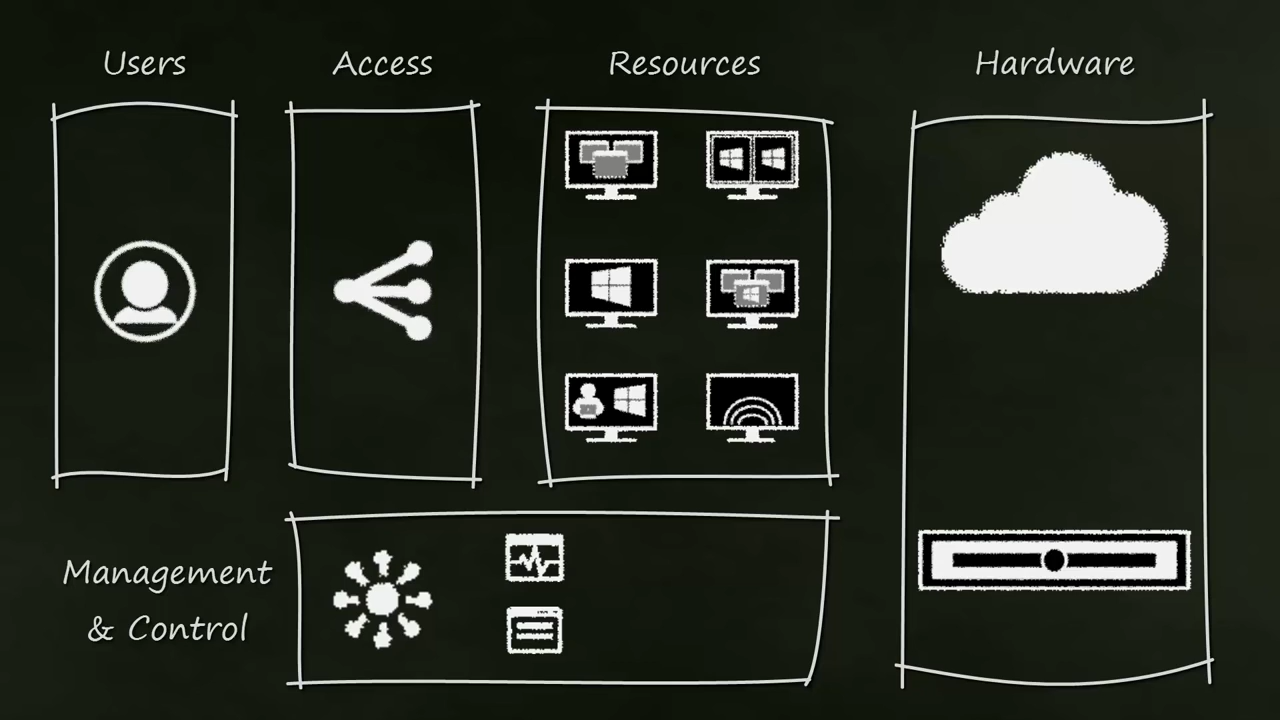 Users
Access
Resources
Hardware
Management
& Control